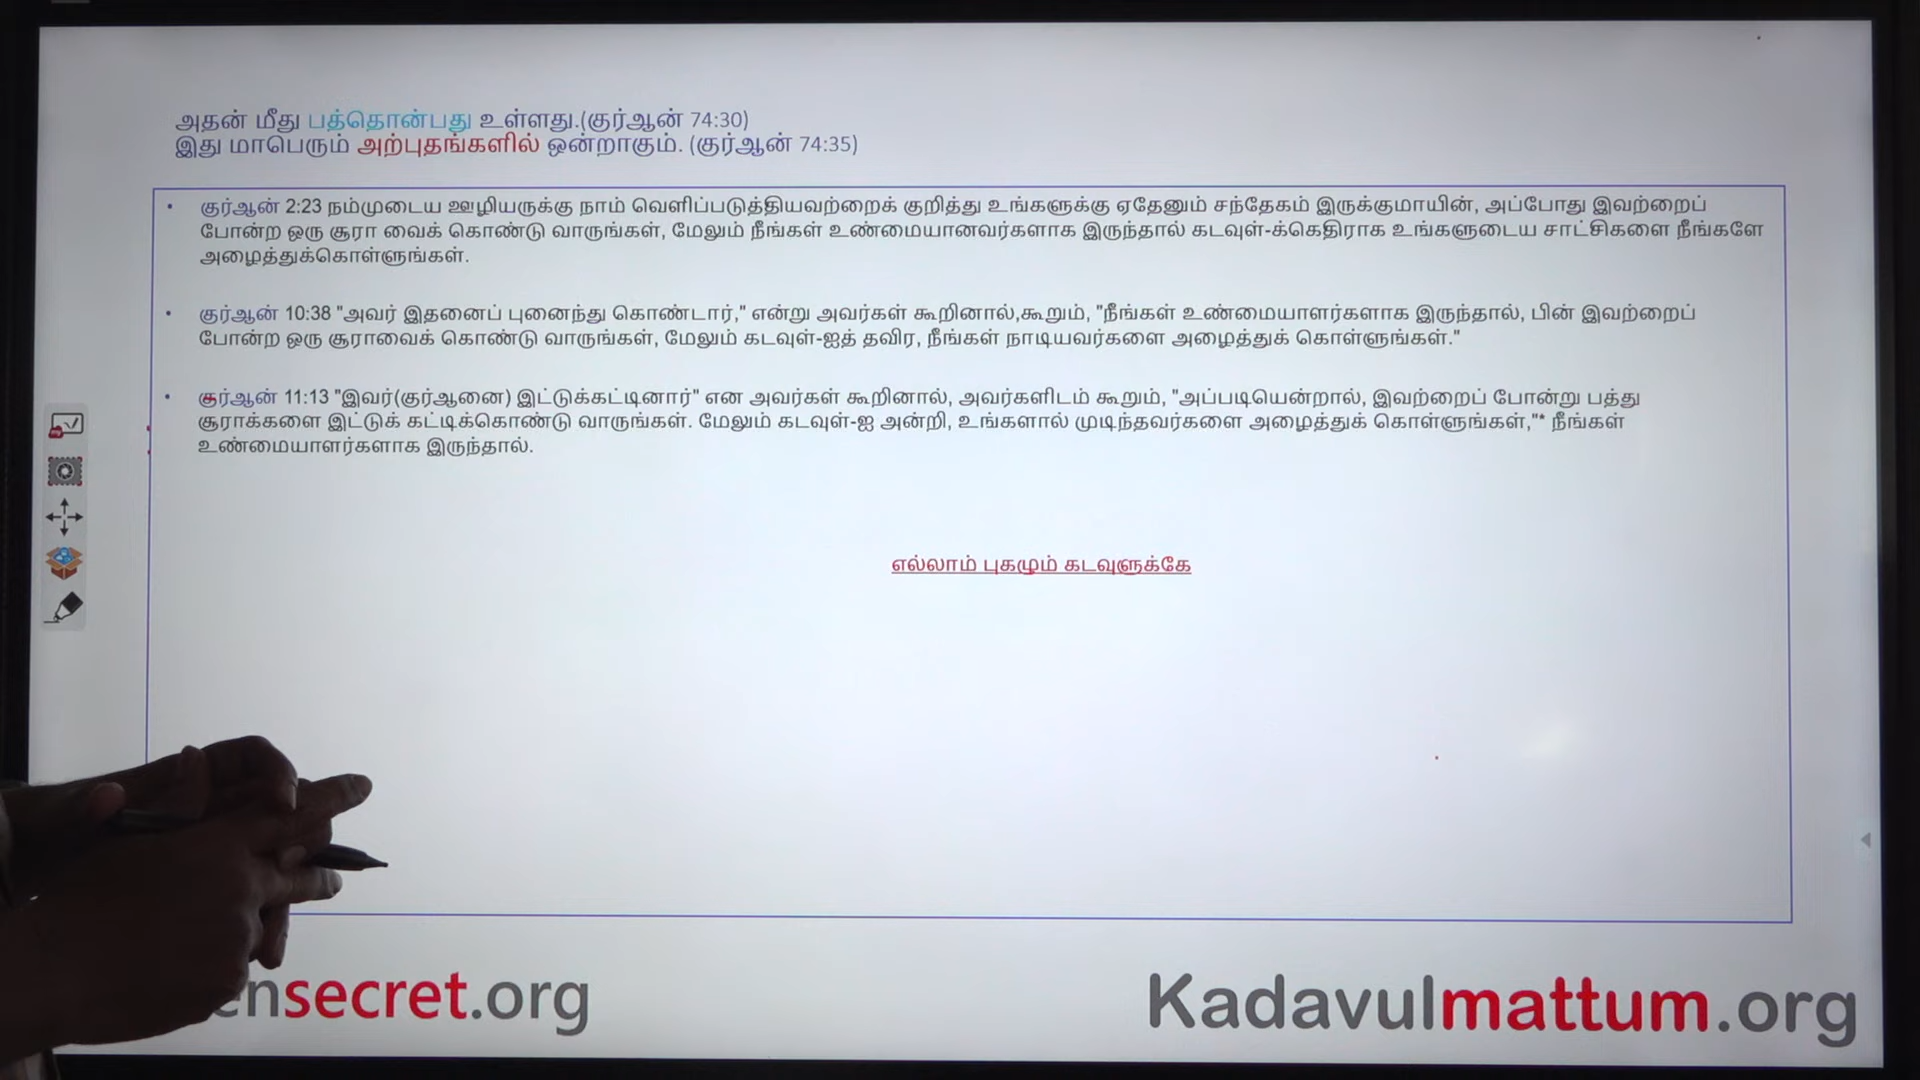 அதன் மீது பத்தொன்பது உள்ளது.(குர்ஆன் 74:30)
இது மாபெரும் அற்புதங்களில் ஒன்றாகும். (குர்ஆன் 74:35)
• குர்ஆன் 2:23 நம்முடைய ஊழியருக்கு நாம் வெளிப்படுத்தியவற்றைக் குறித்து உங்களுக்கு ஏதேனும் சந்தேகம் இருக்குமாயின், அப்போது இவற்றைப்
போன்ற ஒரு சூரா வைக் கொண்டு வாருங்கள், மேலும் நீங்கள் உண்மையானவர்களாக இருந்தால் கடவுள்-க்கெதிராக உங்களுடைய சாட்சிகளை நீங்களே
அழைத்துக்கொள்ளுங்கள்.
• குர்ஆன் 10:38 "அவர் இதனைப் புனைந்து கொண்டார்," என்று அவர்கள் கூறினால்,கூறும், "நீங்கள் உண்மையாளர்களாக இருந்தால், பின் இவற்றைப்
போன்ற ஒரு சூராவைக் கொண்டு வாருங்கள், மேலும் கடவுள்-ஐத் தவிர, நீங்கள் நாடியவர்களை அழைத்துக் கொள்ளுங்கள்."
• குர்ஆன் 11:13 "இவர்(குர்ஆனை) இட்டுக்கட்டினார்" என அவர்கள் கூறினால், அவர்களிடம் கூறும், "அப்படியென்றால், இவற்றைப் போன்று பத்து
சூராக்களை இட்டுக் கட்டிக்கொண்டு வாருங்கள். மேலும் கடவுள்-ஐ அன்றி, உங்களால் முடிந்தவர்களை அழைத்துக் கொள்ளுங்கள்,"* நீங்கள்
உண்மையாளர்களாக இருந்தால்.
எல்லாம் புகழும் கடவுளுக்கே
ensecret.org
Kadavulmattum.org